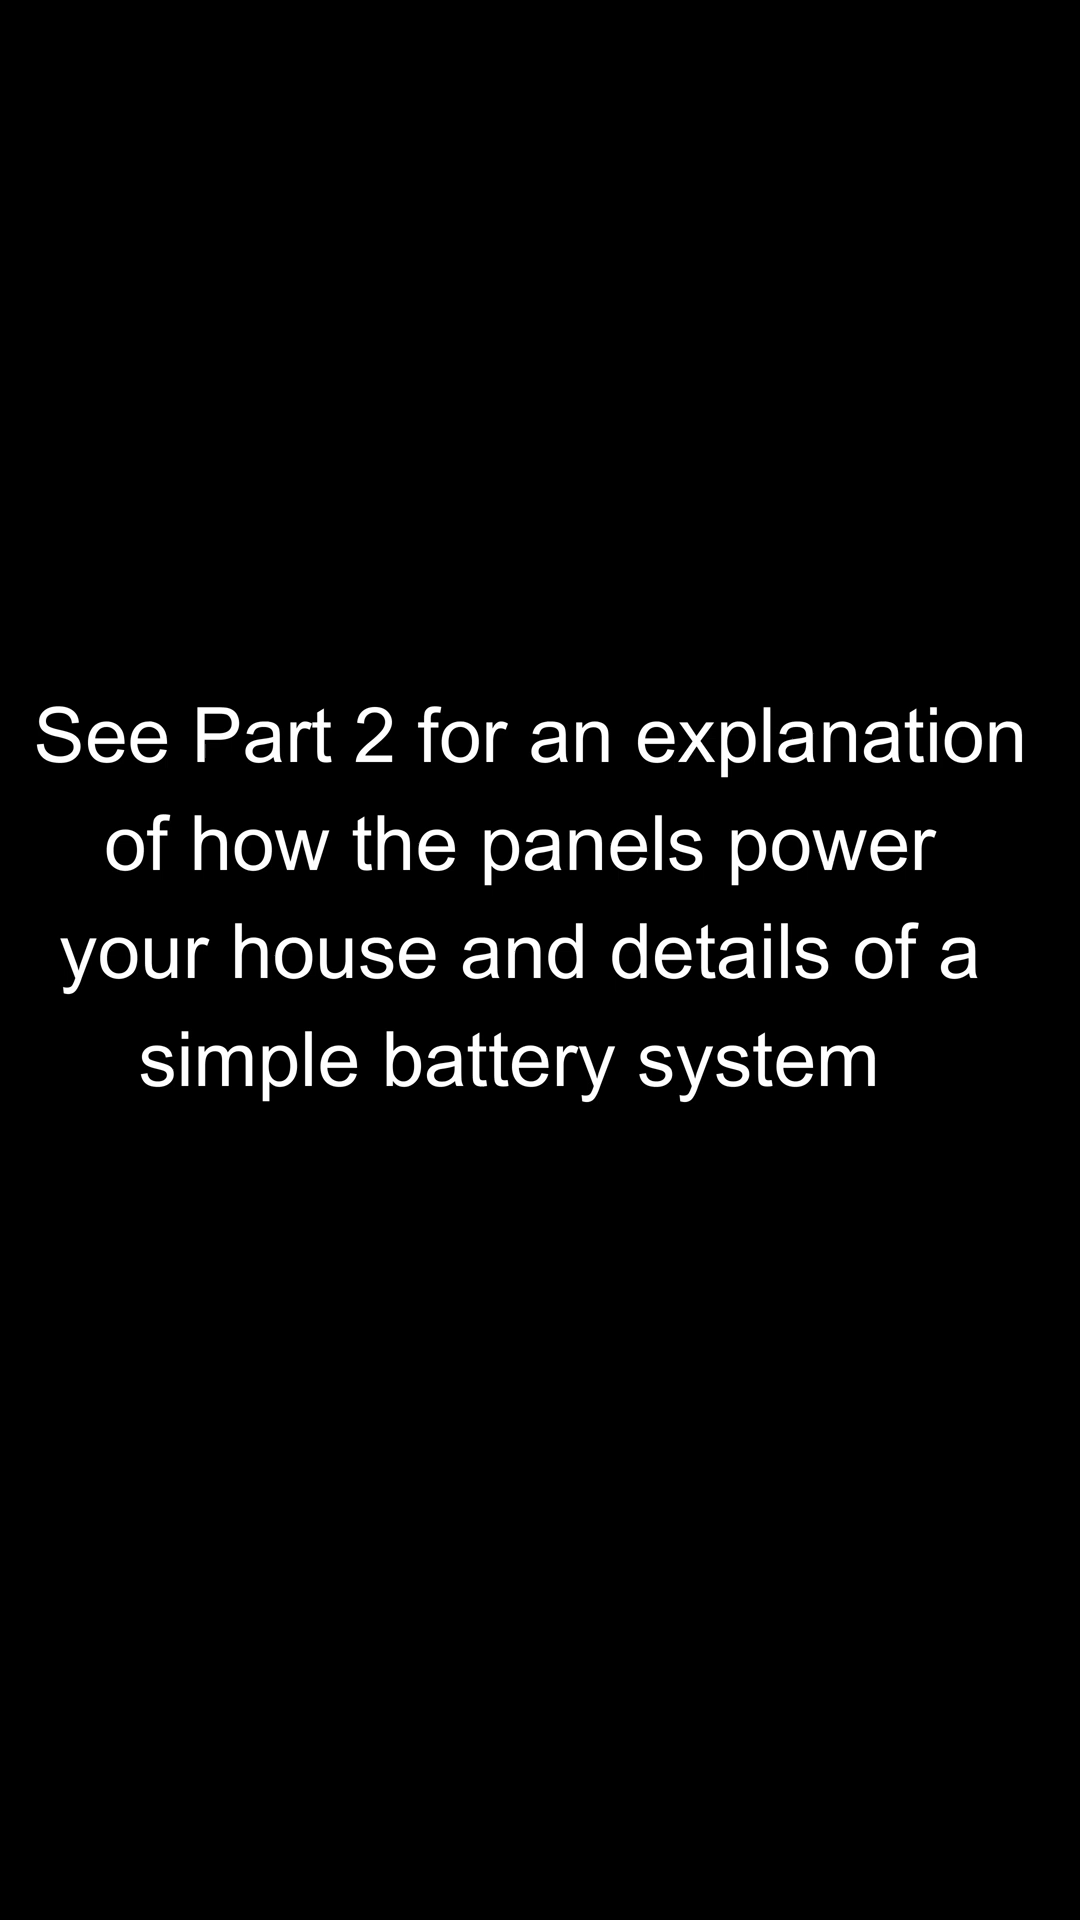 See Part 2 for an explanation
of how the panels power
your house and details of a
simple battery system